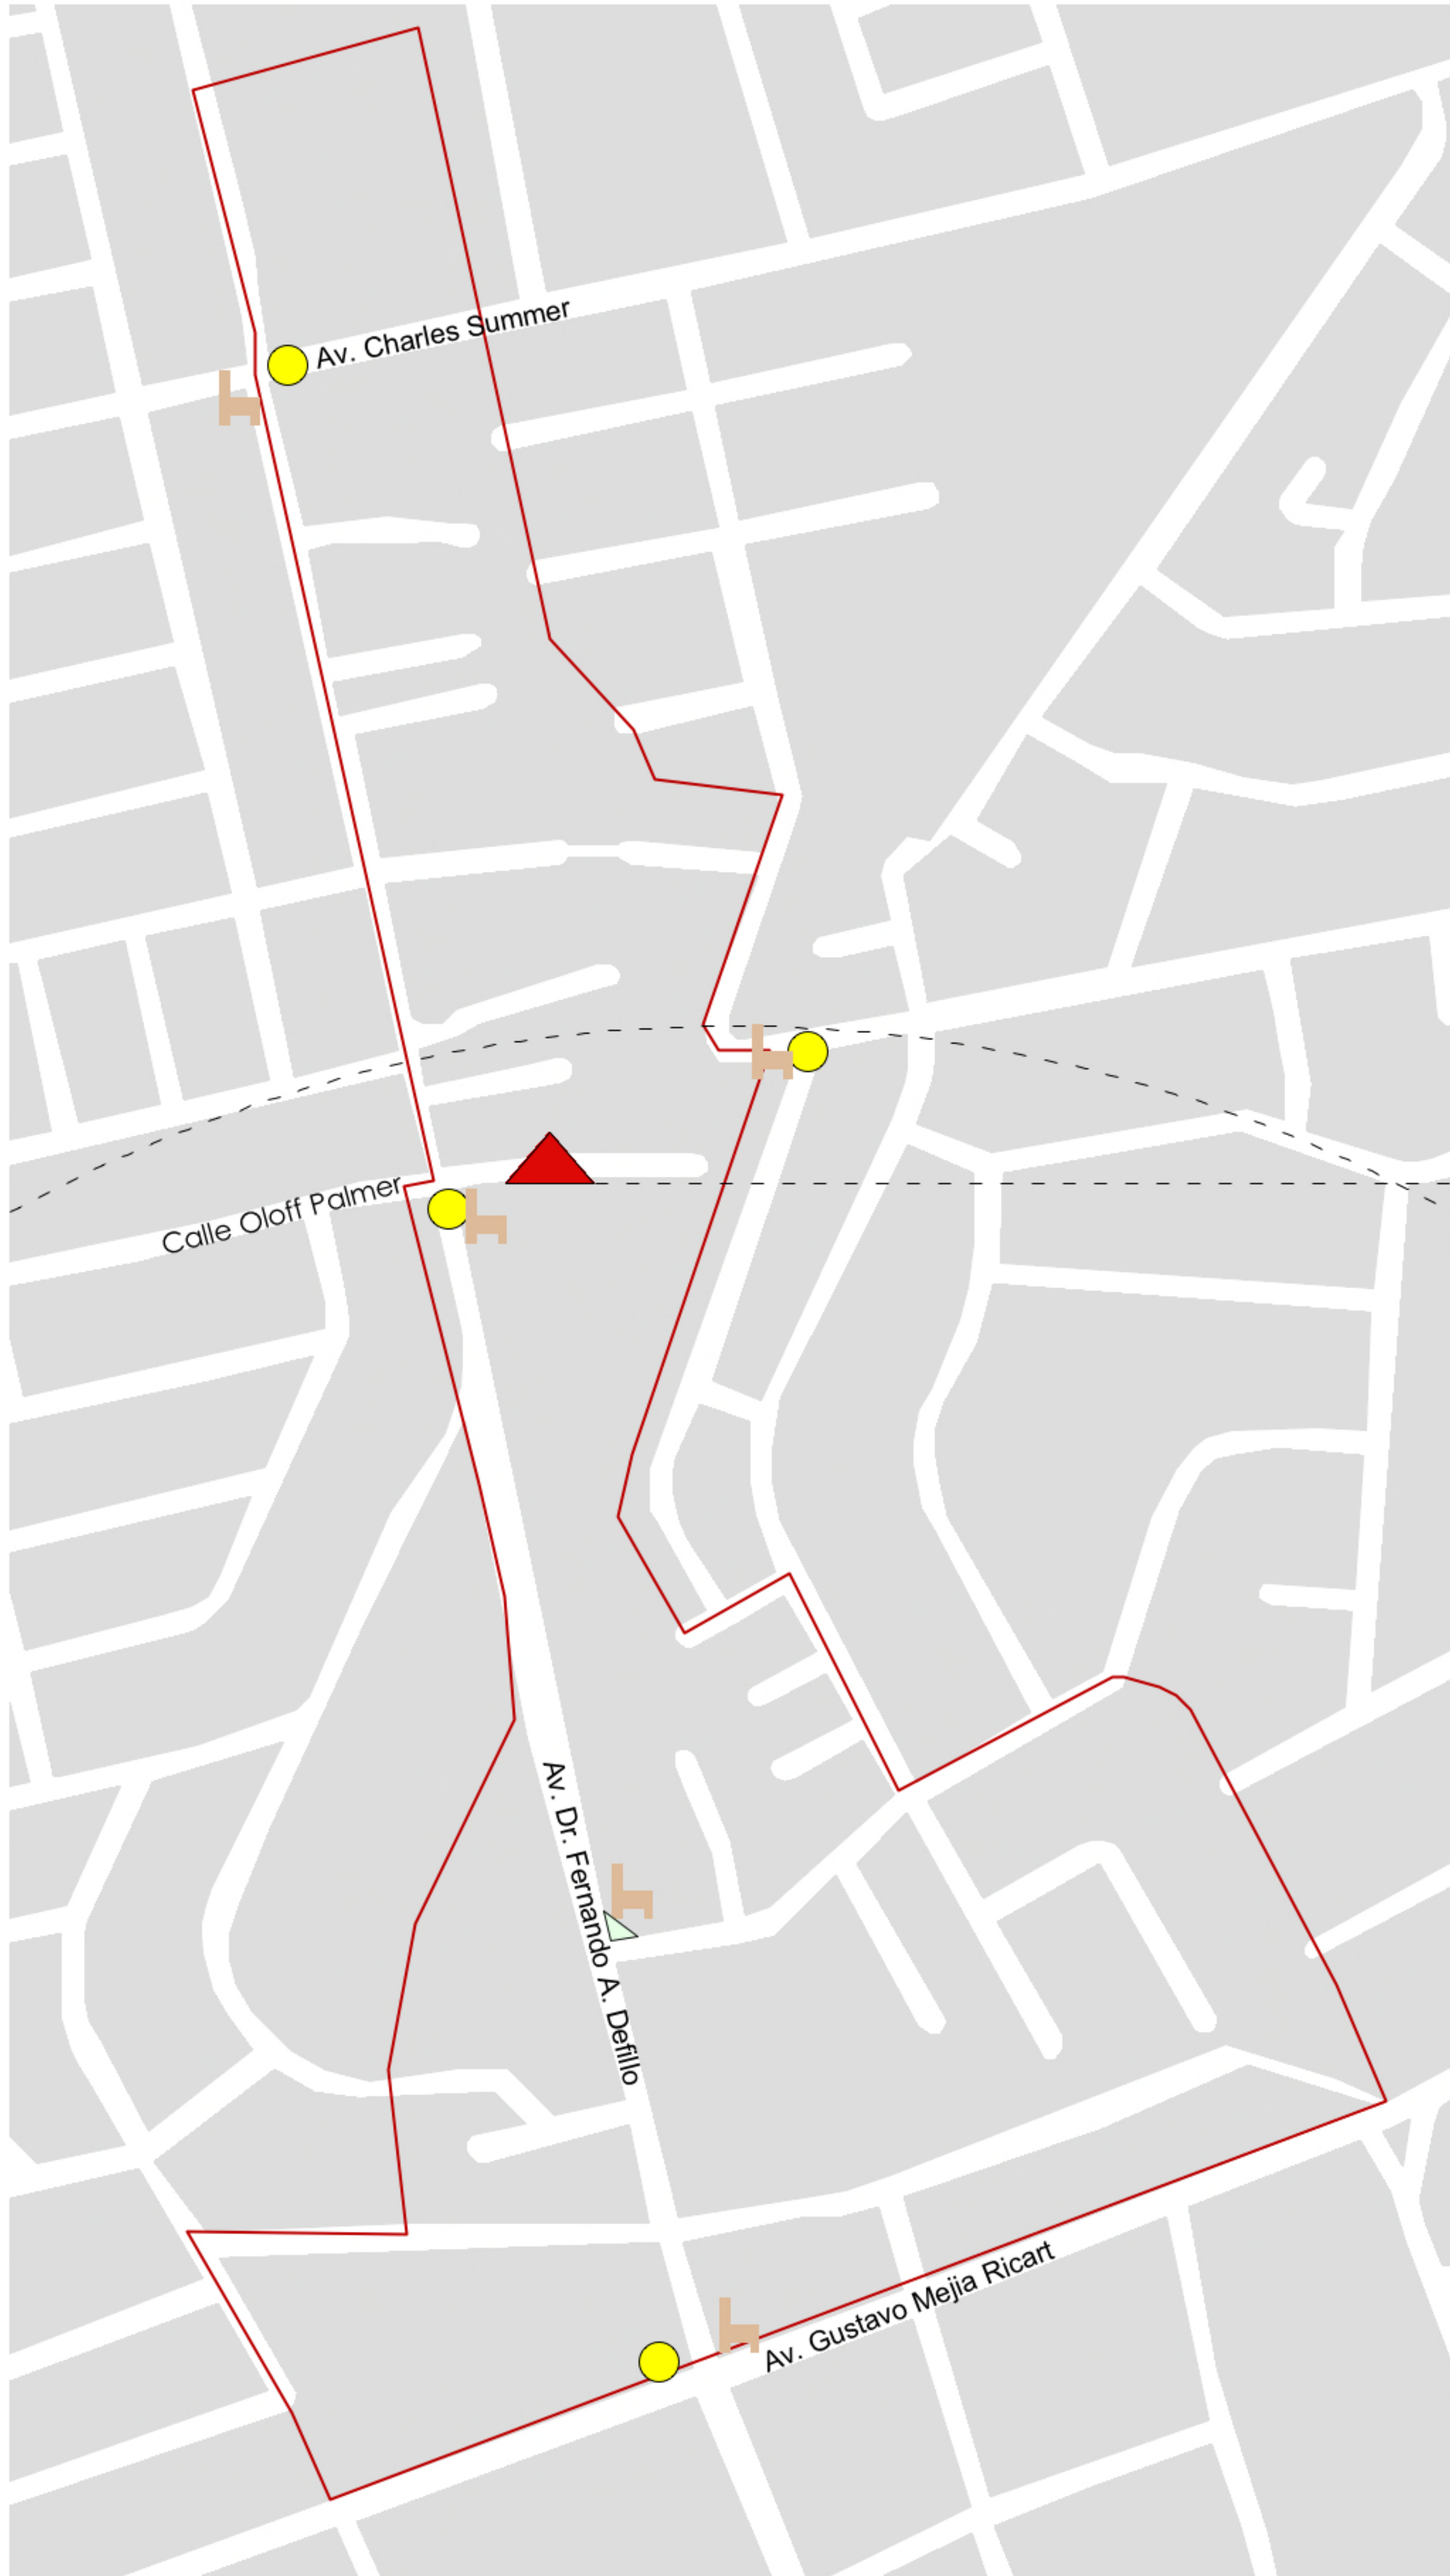 Av. Charles Summer
Calle Oloff Palmer
Av. Dr. Fernando A. Defillo
Av. Gustavo Mejia Ricart